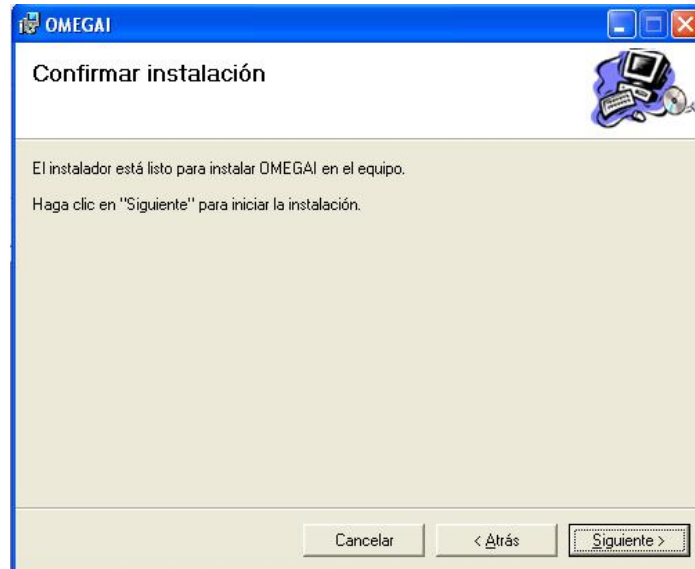 OMEGAI
Confirmar instalación
El instalador está listo para instalar OMEGAI en el equipo.
Haga clic en "Siguiente" para iniciar la instalación.
Cancelar
< Atrás
Siguiente >